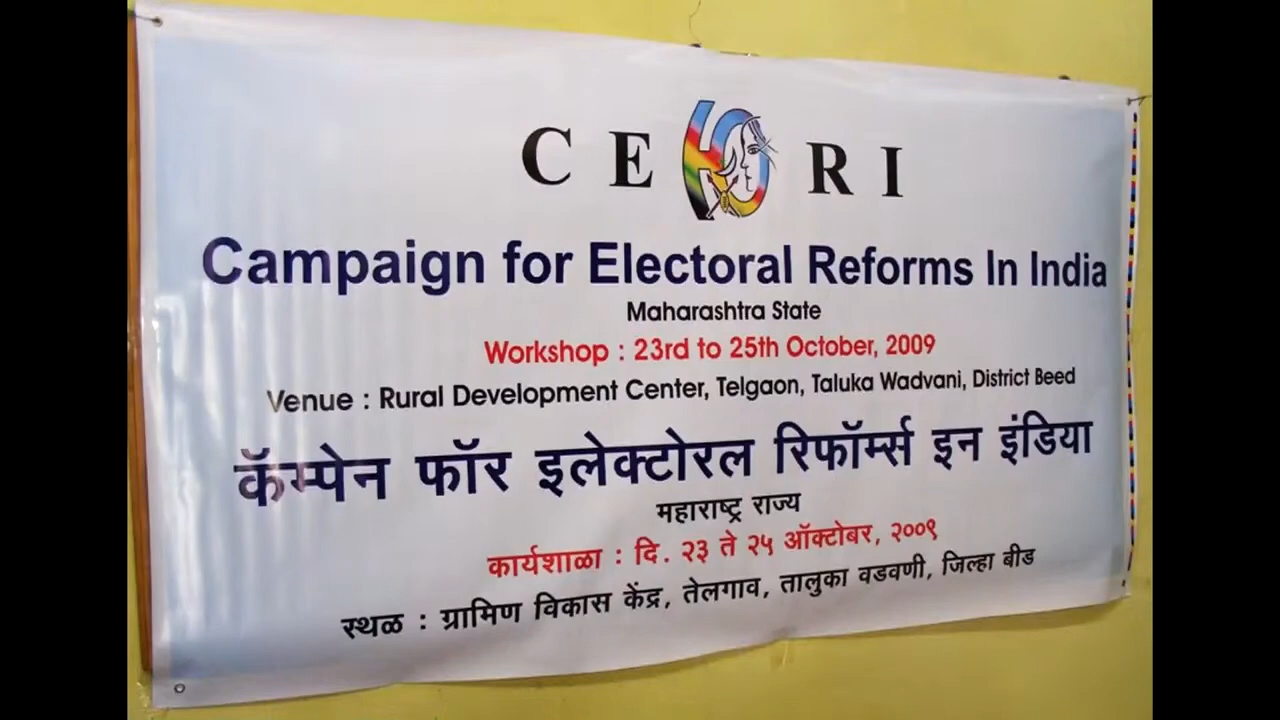 CE RI
Campaign for Electoral Reforms In India
Maharashtra State
Workshop : 23rd to 25th October, 2009
Venue : Rural Development Center, Telgaon, Taluka Wadvani, District Beed
कॅम्पेन फॉर इलेक्टोरल रिफॉर्म्स इन इंडिया
महाराष्ट्र राज्य
कार्यशाळा : दि. २३ ते २५ ऑक्टोबर, २००९
स्थळ : ग्रामिण विकास केंद्र, तेलगाव, तालुका वडवणी, जिल्हा बीड